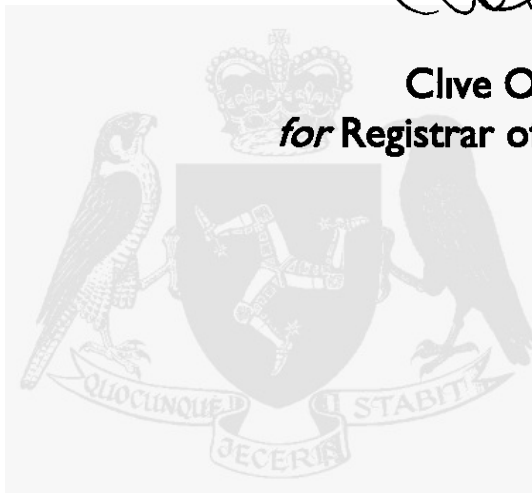 Clive O
for Registrar of
QUOCUNQUE
JECERIS
STABIT